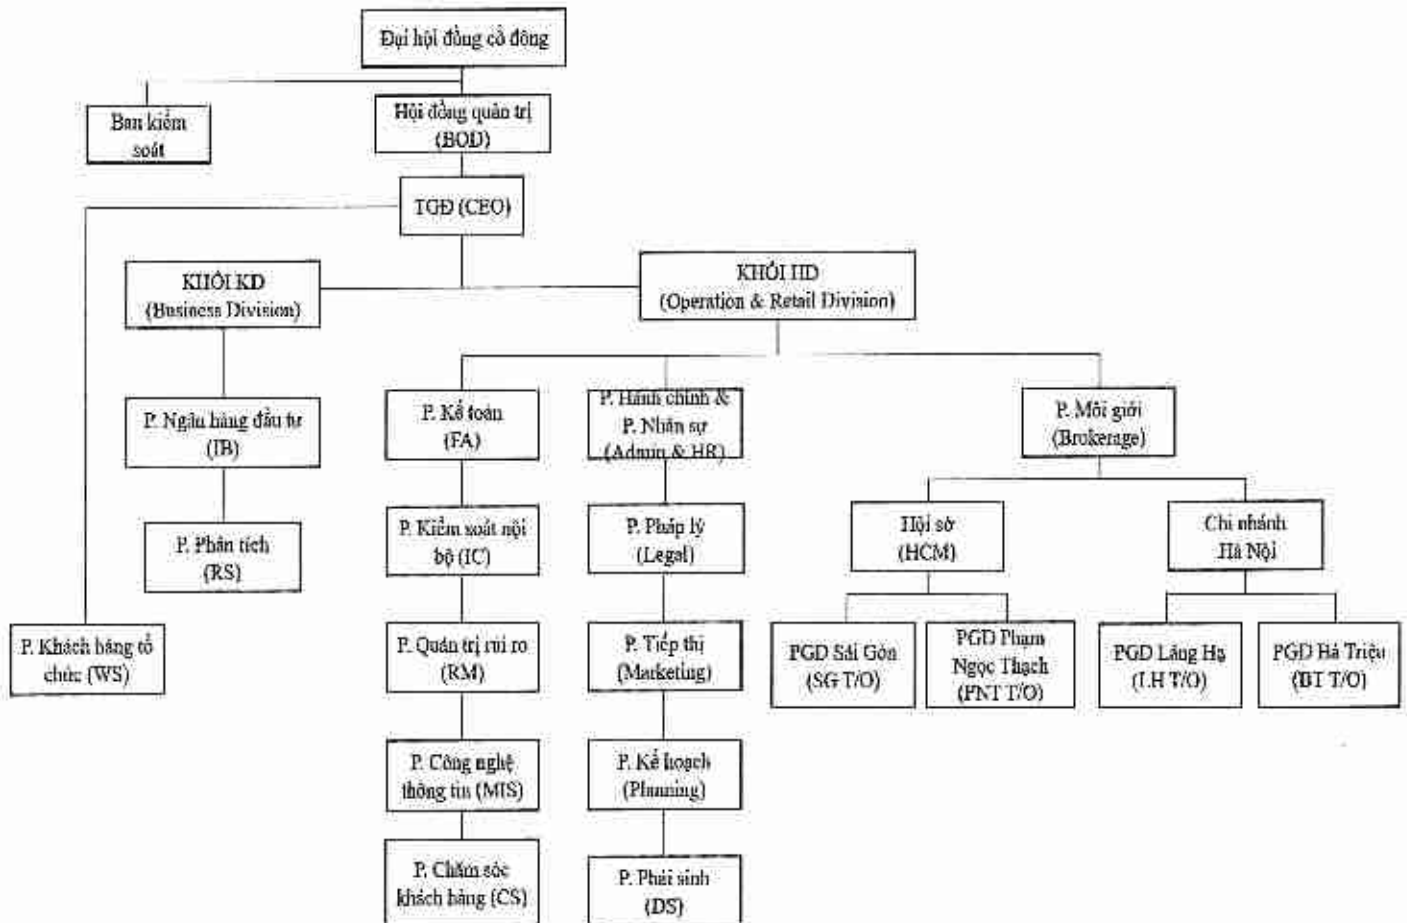 Đại hội đồng cổ đông
Ban kiểm
soát
Hội đồng quản trị
(BOD)
TGĐ (CEO)
KHỐI KD
(Business Division)
KHỐI HD
(Operation & Retail Division)
P. Ngân hàng đầu tư
(IB)
P. Phân tích
(RS)
P. Khách hàng tổ
chức (WS)
P. Kế toán
(FA)
P. Kiểm soát nội
bộ (IC)
P. Quản trị rủi ro
(RM)
P. Công nghệ
thông tin (MIS)
P. Chăm sóc
khách hàng (CS)
P. Hành chính &
P. Nhân sự
(Admin & HR)
P. Pháp lý
(Legal)
P. Tiếp thị
(Marketing)
P. Kế hoạch
(Planning)
P. Phái sinh
(DS)
P. Môi giới
(Brokerage)
Hội sở
(HCM)
Chi nhánh
Hà Nội
PGD Sài Gòn
(SG T/O)
PGD Phạm
Ngọc Thạch
(PNT T/O)
PGD Láng Hạ
(LH T/O)
PGD Bà Triệu
(BT T/O)